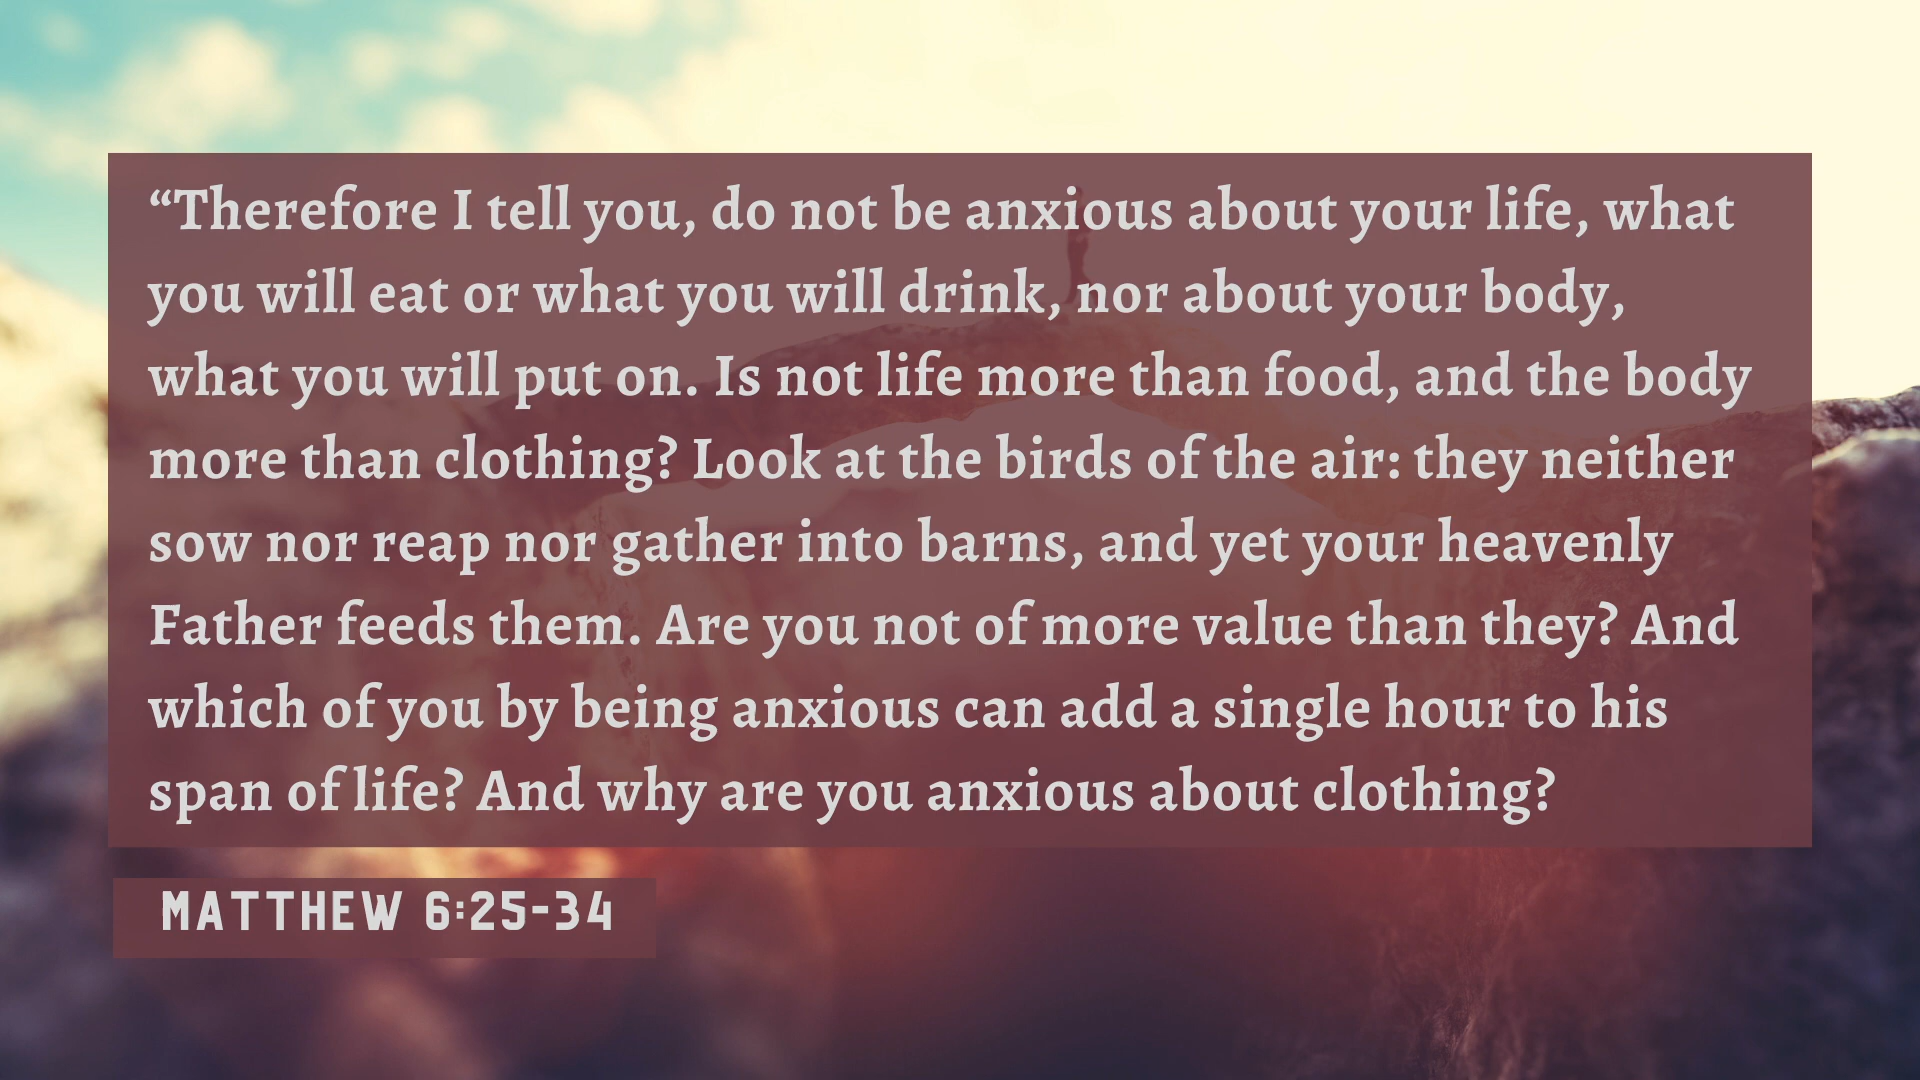 “Therefore I tell you, do not be anxious about your life, what
you will eat or what you will drink, nor about your body,
what you will put on. Is not life more than food, and the body
more than clothing? Look at the birds of the air: they neither
sow nor reap nor gather into barns, and yet your heavenly
Father feeds them. Are you not of more value than they? And
which of you by being anxious can add a single hour to his
span of life? And why are you anxious about clothing?
MATTHEW 6:25-34